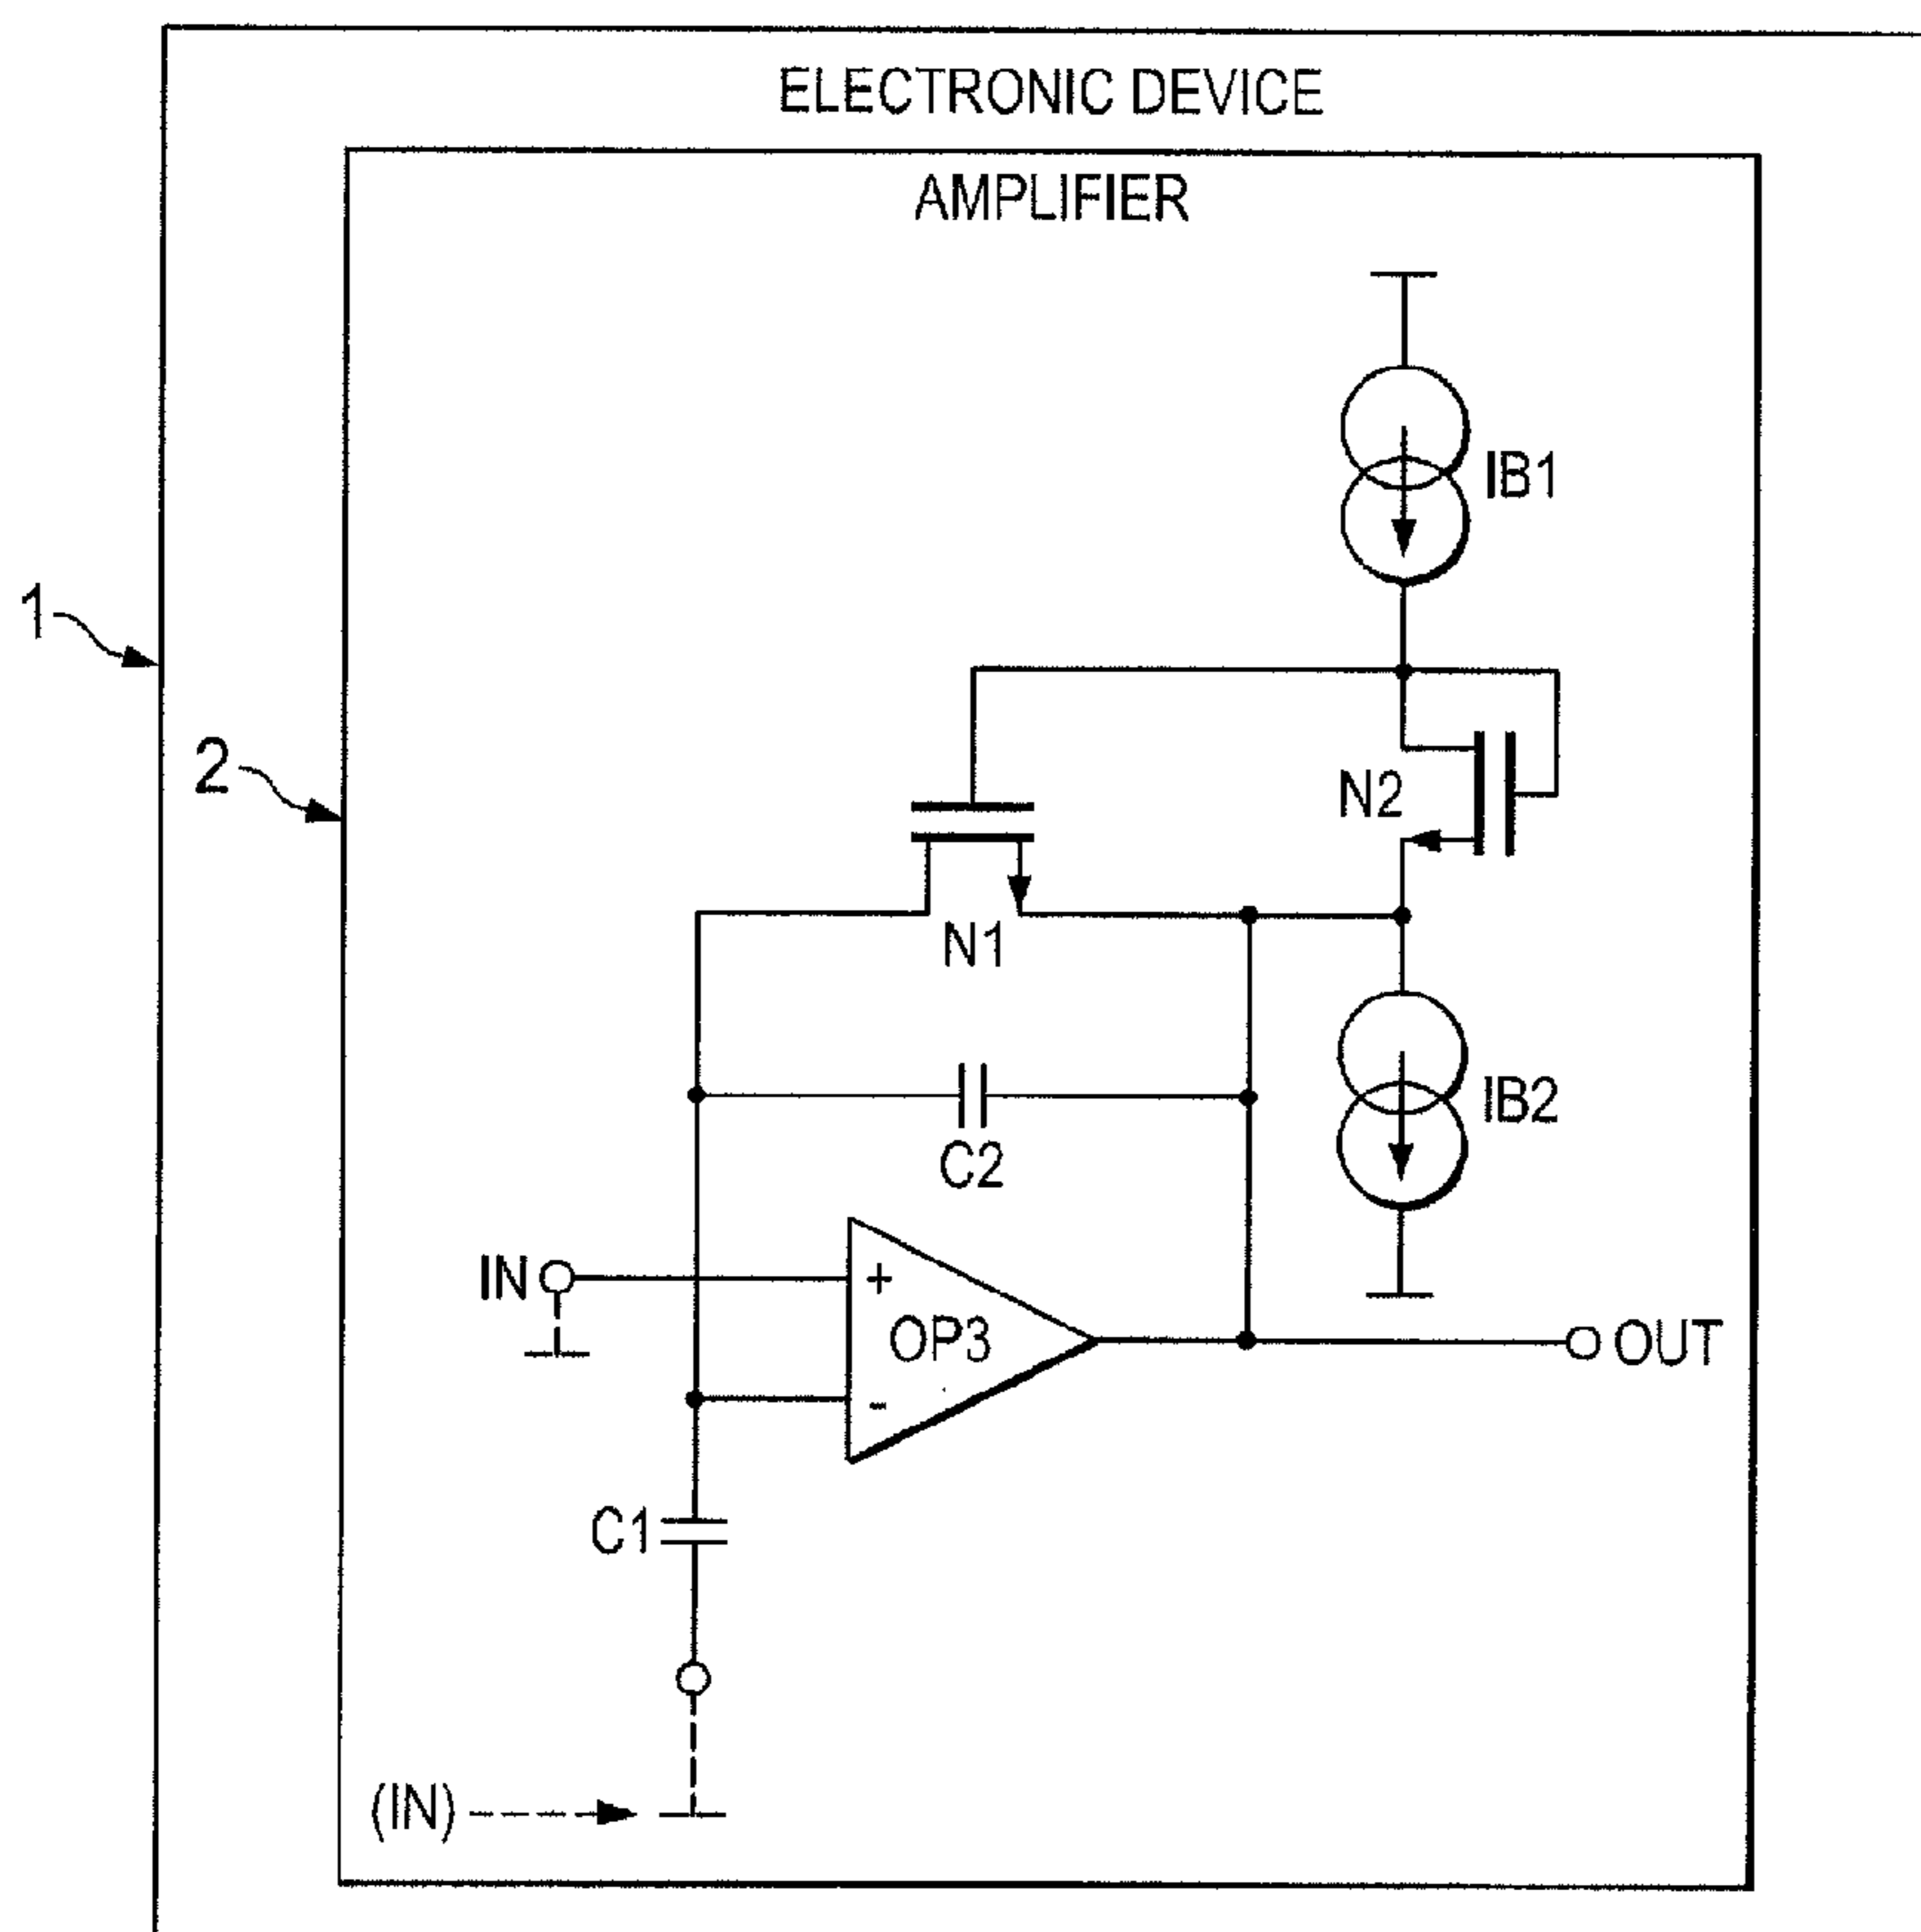 ELECTRONIC DEVICE
AMPLIFIER
IB1
1
2
N2
N1
IB2
C2
IN
+
OP3
-
OUT
C1
(IN)